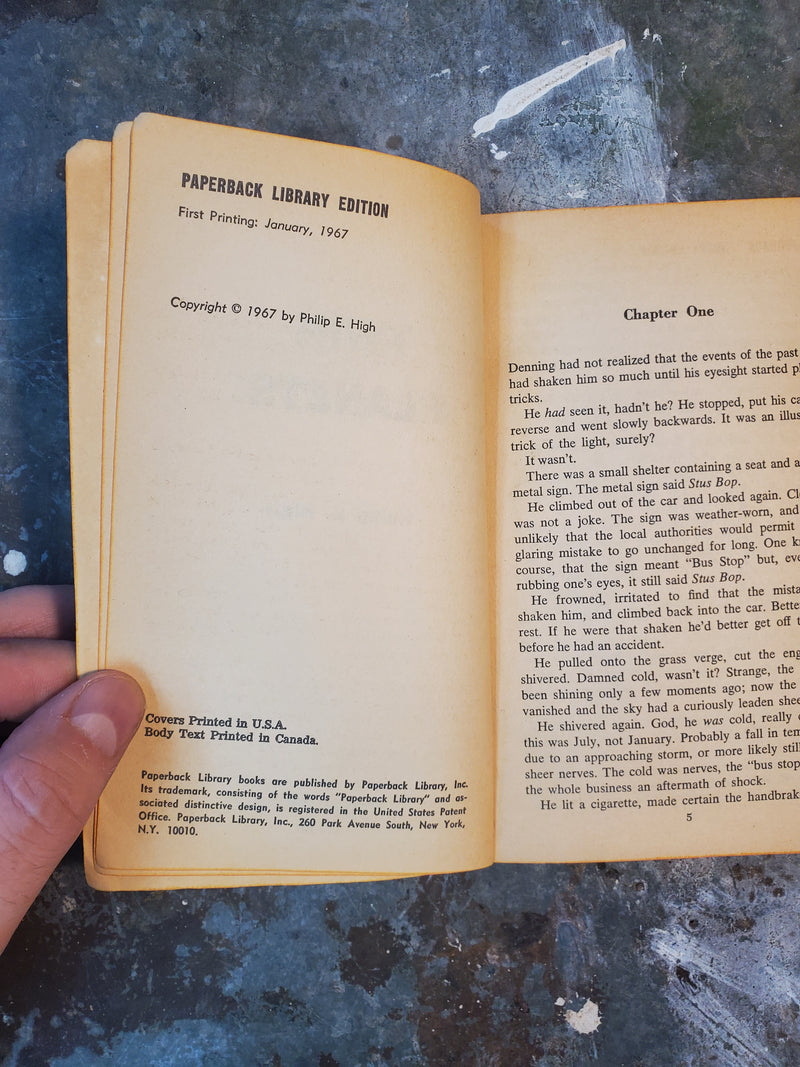 PAPERBACK LIBRARY EDITION
First Printing: January, 1967
Copyright © 1967 by Philip E. High
Covers Printed in U.S.A.
Body Text Printed in Canada.
Paperback Library books are published by Paperback Library, Inc.
Its trademark, consisting of the words "Paperback Library" and as-
sociated distinctive design, is registered in the United States Patent
Office. Paperback Library, Inc., 260 Park Avenue South, New York,
N.Y. 10010.
Chapter One
Denning had not realized that the events of the past
had shaken him so much until his eyesight started
tricks.
He had seen it, hadn't he? He stopped, put his
reverse and went slowly backwards. It was an
trick of the light, surely?
It wasn't.
There was a small shelter containing a seat and a
metal sign. The metal sign said Stus Bop.
He climbed out of the car and looked again.
was not a joke. The sign was weather-worn, and
unlikely that the local authorities would permit
glaring mistake to go unchanged for long. One
course, that the sign meant "Bus Stop" but,
rubbing one's eyes, it still said Stus Bop.
He frowned, irritated to find that the
shaken him, and climbed back into the car.
rest. If he were that shaken he'd better get off
before he had an accident.
He pulled onto the grass verge, cut the
shivered. Damned cold, wasn't it? Strange, the
been shining only a few moments ago; now the
vanished and the sky had a curiously leaden
He shivered again. God, he was cold, really
this was July, not January. Probably a fall in
due to an approaching storm, or more likely
sheer nerves. The cold was nerves, the "bus
the whole business an aftermath of shock.
He lit a cigarette, made certain the
5